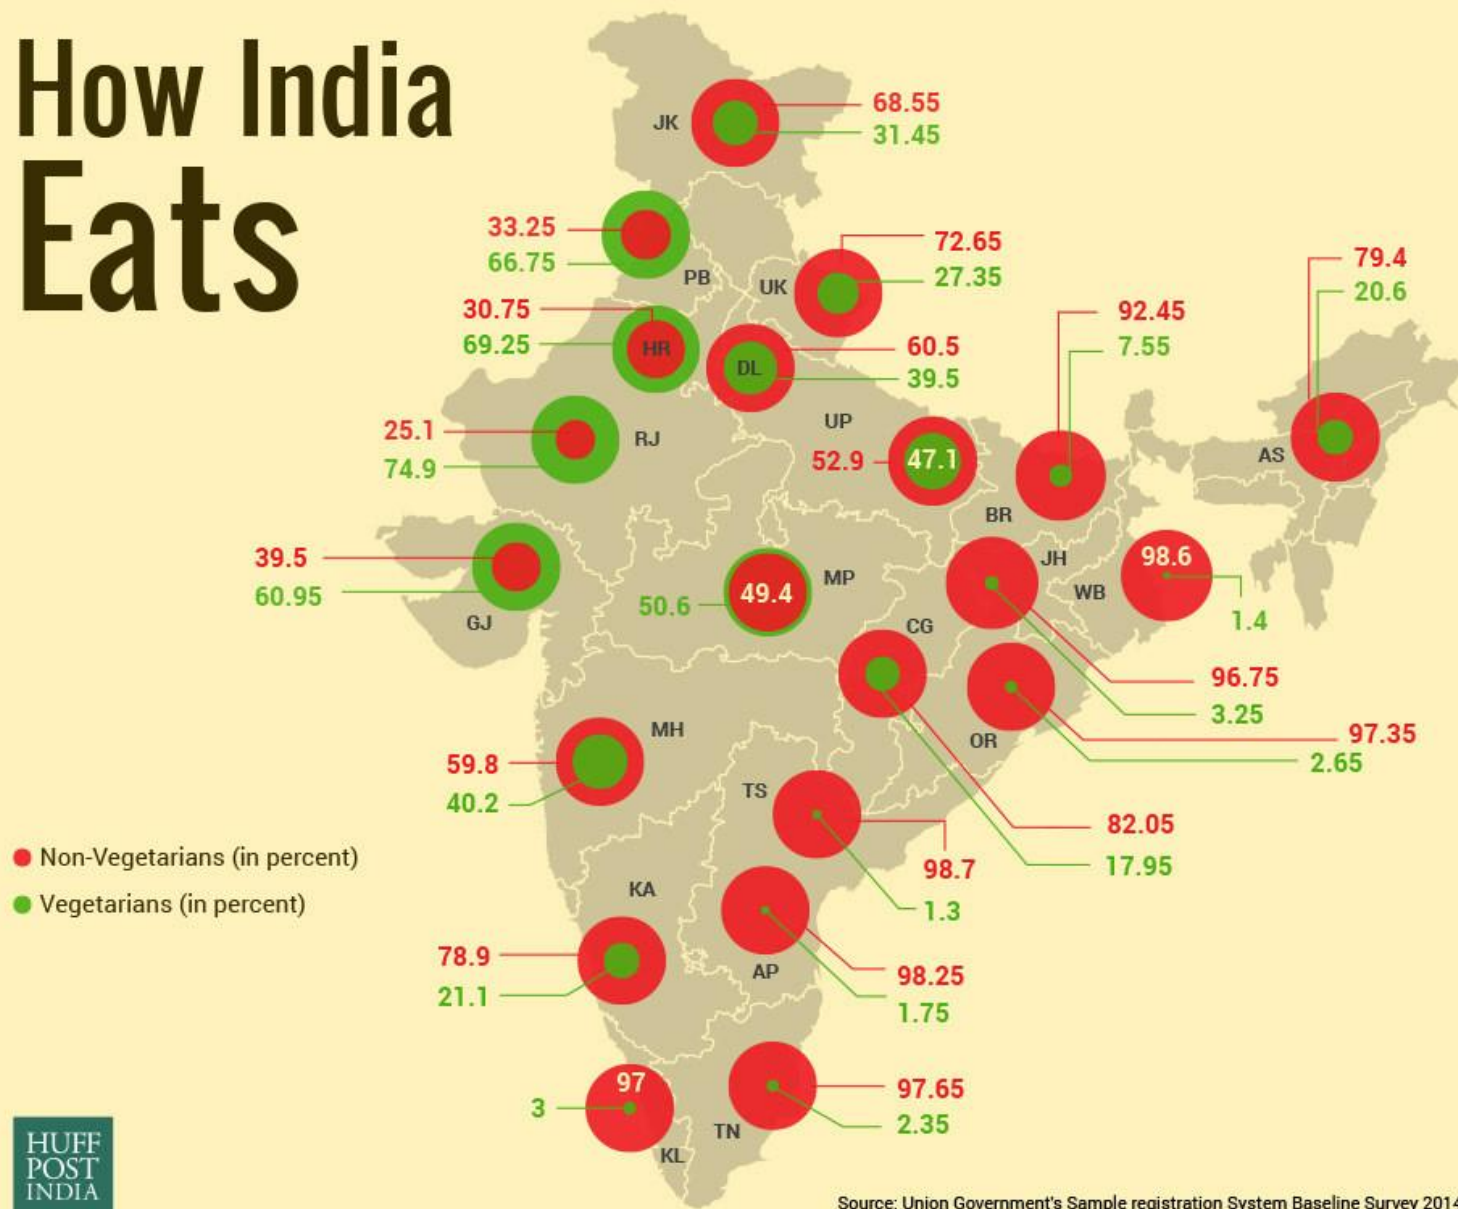 How India
Eats
JK
68.55
31.45
33.25
66.75
PB
UK
72.65
27.35
79.4
20.6
30.75
69.25
HR
DL
60.5
39.5
92.45
7.55
25.1
74.9
RJ
UP
52.9
47.1
BR
AS
39.5
60.95
GJ
50.6
49.4
MP
JH
WB
98.6
1.4
CG
96.75
3.25
OR
97.35
2.65
MH
59.8
40.2
TS
82.05
17.95
98.7
1.3
Non-Vegetarians (in percent)
Vegetarians (in percent)
KA
78.9
21.1
AP
98.25
1.75
97
3
KL
TN
97.65
2.35
HUFF
POST
INDIA
Source: Union Government's Sample registration System Baseline Survey 2014